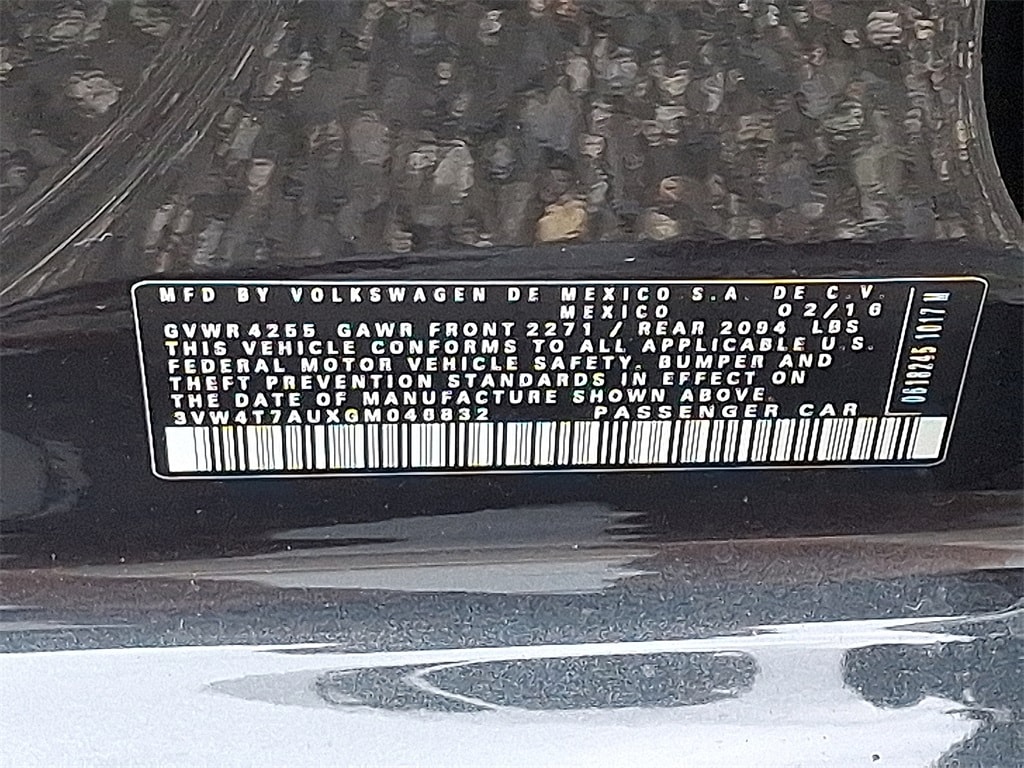 MFD BY VOLKSWAGEN DE MEXICO S.A. DE C.V.
MEXICO 02/16
GVWR 4255 GAWR FRONT 2271 / REAR 2094 LBS
THIS VEHICLE CONFORMS TO ALL APPLICABLE U.S.
FEDERAL MOTOR VEHICLE SAFETY, BUMPER AND
THEFT PREVENTION STANDARDS IN EFFECT ON
THE DATE OF MANUFACTURE SHOWN ABOVE.
3VW4T7AUXGM046832 PASSENGER CAR
0618245 1017